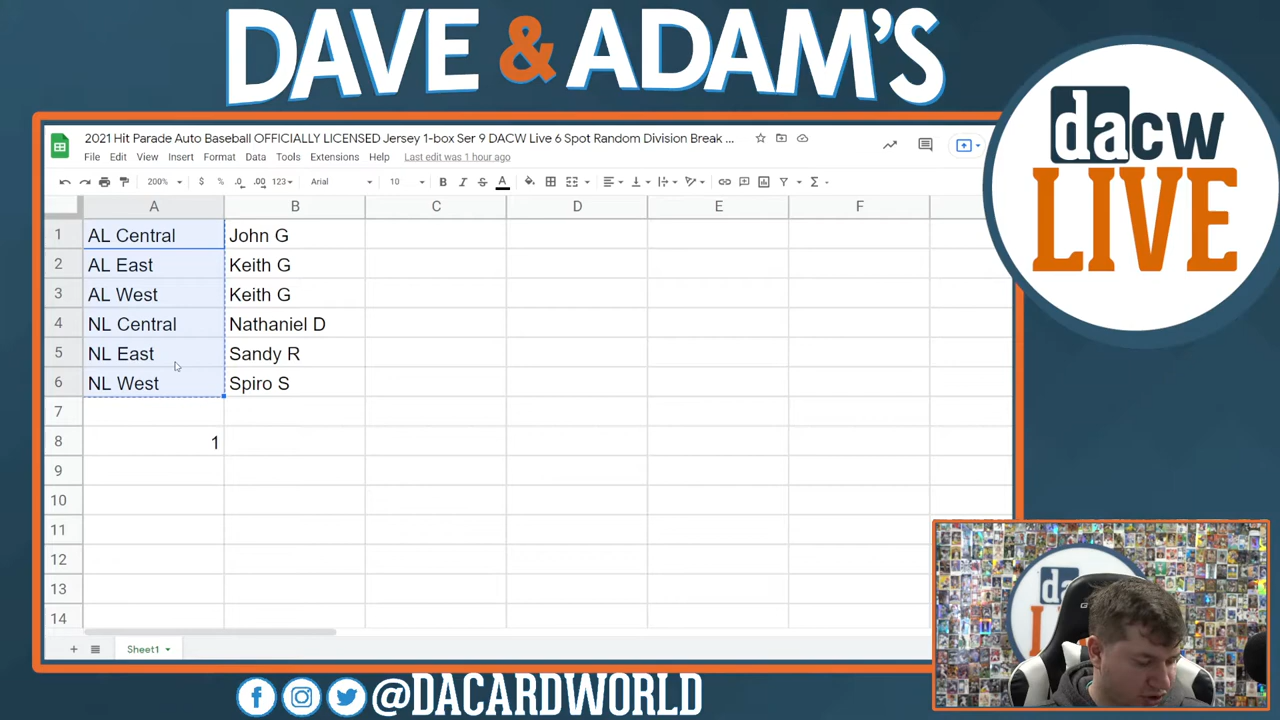 DAVE & ADAM'S
dacw
LIVE
2021 Hit Parade Auto Baseball OFFICIALLY LICENSED Jersey 1-box Ser 9 DACW Live 6 Spot Random Division Break ...
File Edit View Insert Format Data Tools Extensions Help Last edit was 1 hour ago
200% $ % .0 .00 123 Arial 10 B I S A
A B C D E F
1 AL Central John G
2 AL East Keith G
3 AL West Keith G
4 NL Central Nathaniel D
5 NL East Sandy R
6 NL West Spiro S
7
8 1
9
10
11
12
13
14
Sheet1
@DACARDWORLD
da